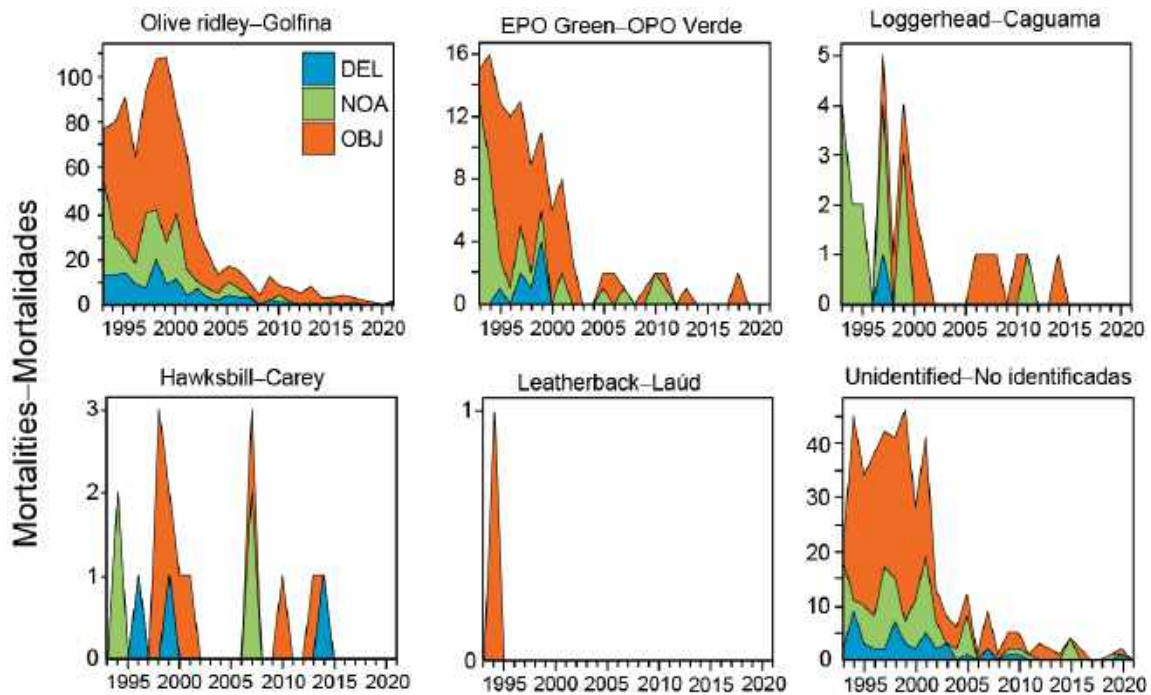 Mortalities–Mortalidades
Olive ridley–Golfina
DEL
NOA
OBJ
100
80
60
40
20
0
1995 2000 2005 2010 2015 2020
EPO Green–OPO Verde
16
12
8
4
0
1995 2000 2005 2010 2015 2020
Loggerhead–Caguama
5
4
3
2
1
0
1995 2000 2005 2010 2015 2020
Hawksbill–Carey
3
2
1
0
1995 2000 2005 2010 2015 2020
Leatherback–Laúd
1
0
1995 2000 2005 2010 2015 2020
Unidentified–No identificadas
40
30
20
10
0
1995 2000 2005 2010 2015 2020